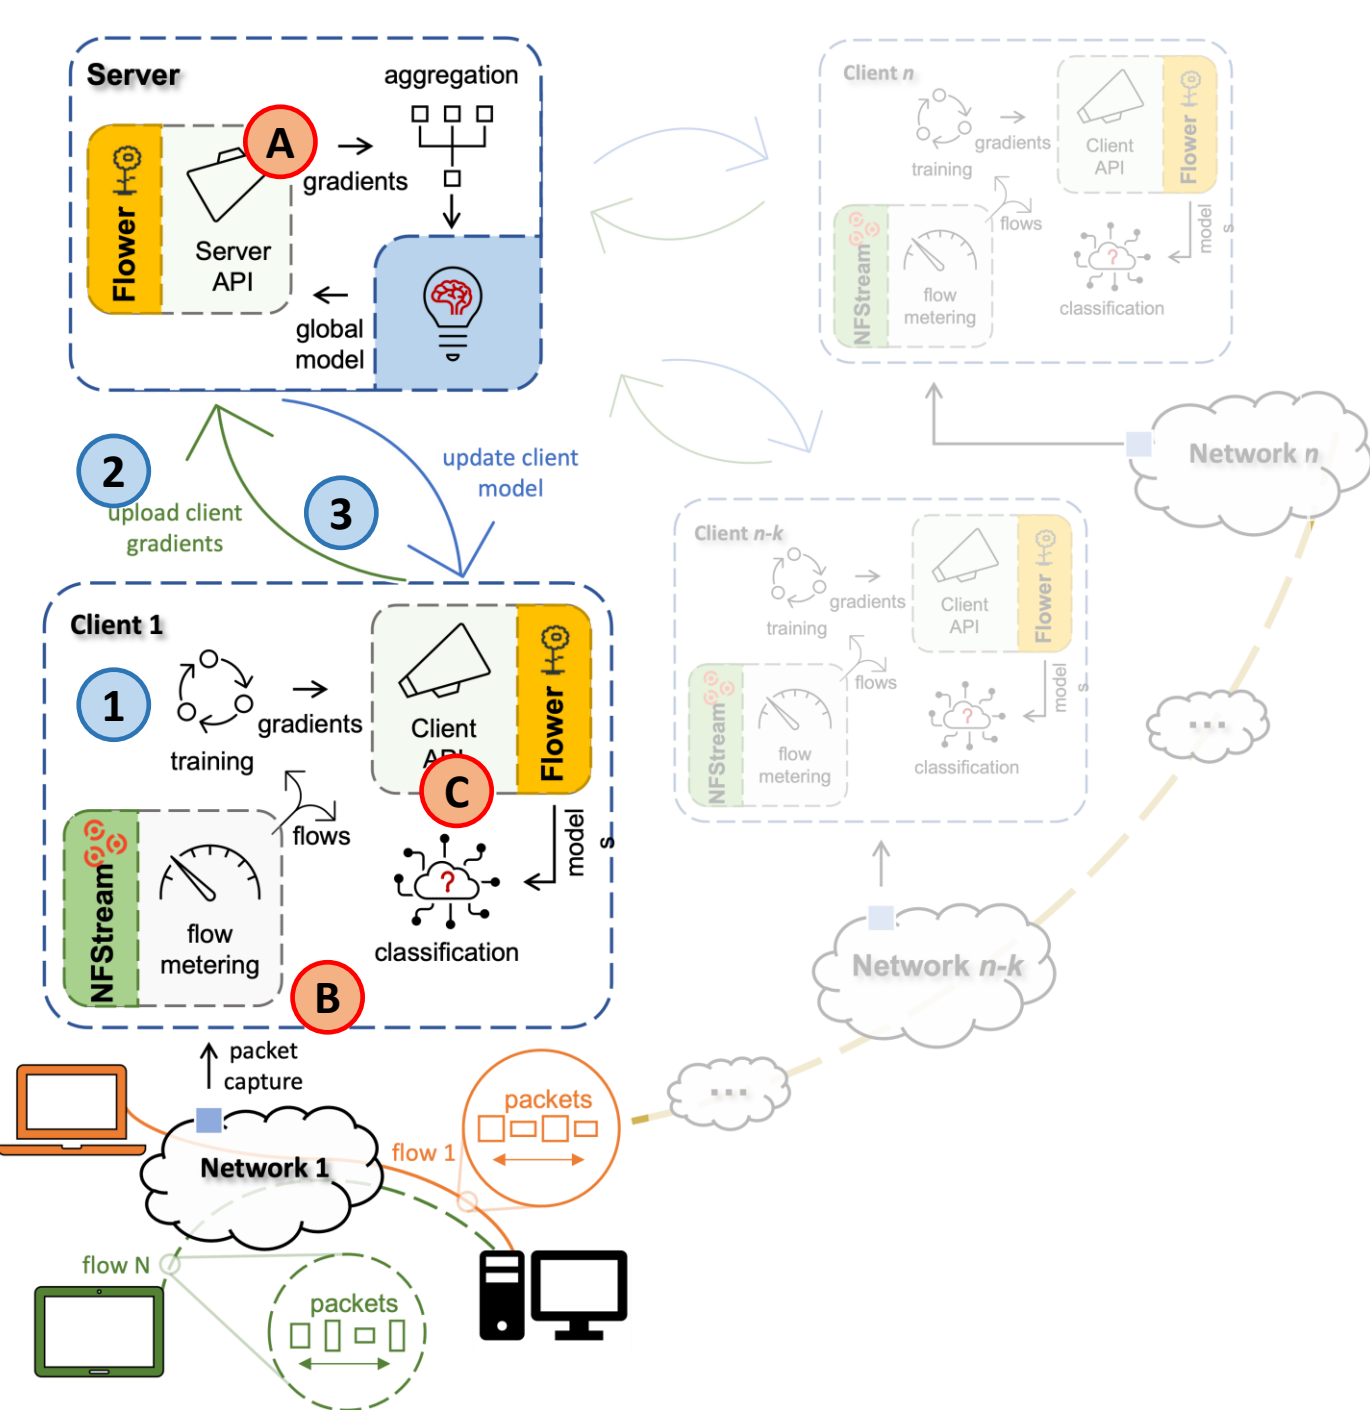 Server
aggregation
A
gradients
Flower
Server
API
global
model
2
upload client
gradients
3
update client
model
Client 1
1
training
gradients
Client
API
Flower
C
flows
model
s
NFStream
flow
metering
classification
B
packet
capture
Network 1
flow 1
packets
flow N
packets
Client n
training
gradients
Client
API
Flower
flows
model
s
NFStream
flow
metering
classification
Network n
Client n-k
training
gradients
Client
API
Flower
flows
model
s
NFStream
flow
metering
classification
...
Network n-k
...